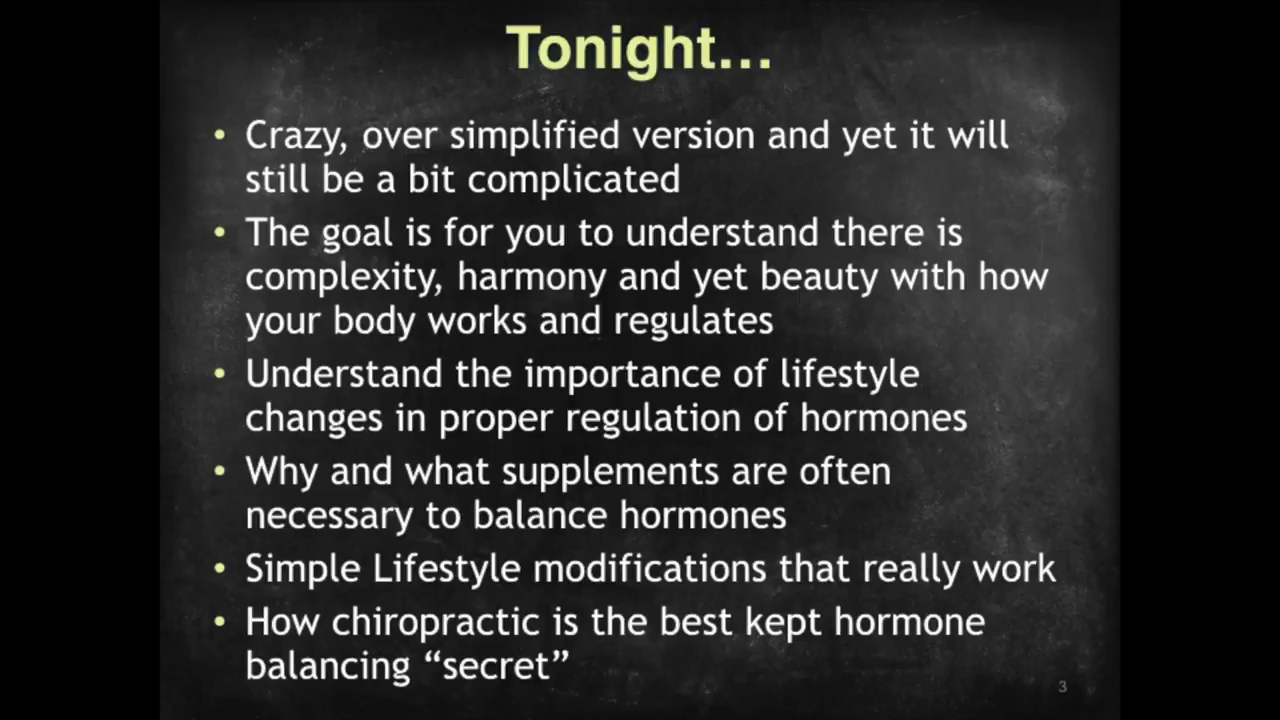 Tonight...
• Crazy, over simplified version and yet it will
still be a bit complicated
• The goal is for you to understand there is
complexity, harmony and yet beauty with how
your body works and regulates
• Understand the importance of lifestyle
changes in proper regulation of hormones
• Why and what supplements are often
necessary to balance hormones
• Simple Lifestyle modifications that really work
• How chiropractic is the best kept hormone
balancing “secret”
3